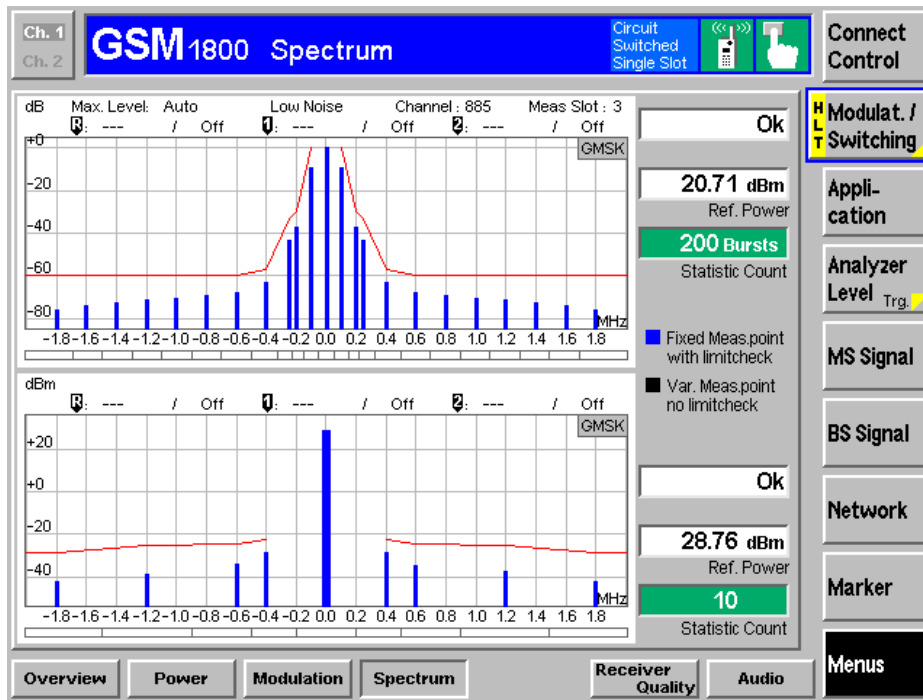 Ch. 1
Ch. 2
GSM1800 Spectrum
Circuit
Switched
Single Slot
Connect
Control
dB Max. Level: Auto Low Noise Channel : 885 Meas Slot : 3
R: --- / Off 1: --- / Off 2: --- / Off
GMSK
+0
-20
-40
-60
-80
MHz
-1.8 -1.6 -1.4 -1.2 -1.0 -0.8 -0.6 -0.4 -0.2 0.0 0.2 0.4 0.6 0.8 1.0 1.2 1.4 1.6 1.8
Ok
20.71 dBm
Ref. Power
200 Bursts
Statistic Count
Fixed Meas.point
with limitcheck
Var. Meas.point
no limitcheck
dBm
R: --- / Off 1: --- / Off 2: --- / Off
GMSK
+20
+0
-20
-40
MHz
-1.8 -1.6 -1.4 -1.2 -1.0 -0.8 -0.6 -0.4 -0.2 0.0 0.2 0.4 0.6 0.8 1.0 1.2 1.4 1.6 1.8
Ok
28.76 dBm
Ref. Power
10
Statistic Count
HLT
Modulat. /
Switching
Appli-
cation
Analyzer
Level Trg.
MS Signal
BS Signal
Network
Marker
Menus
Overview
Power
Modulation
Spectrum
Receiver
Quality
Audio